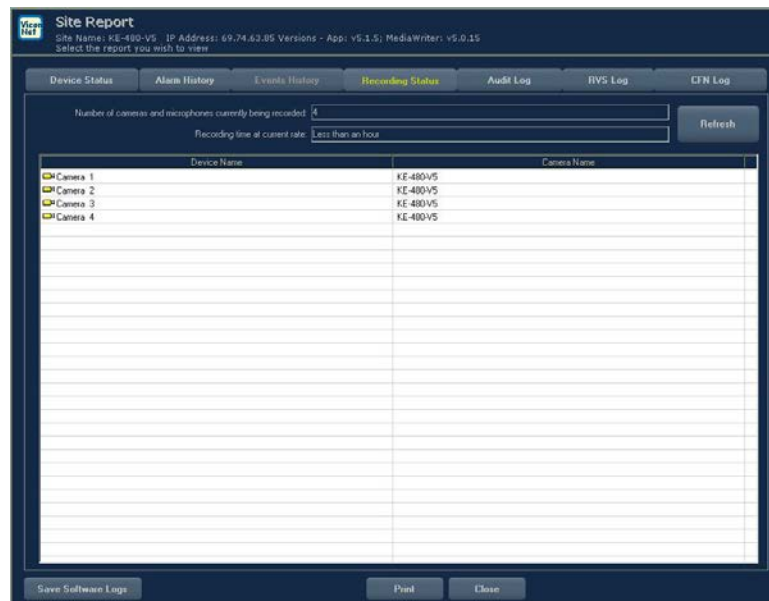 Vicon Net
Site Report
Site Name: KE-480-V5 IP Address: 69.74.63.85 Versions - App: v5.1.5; MediaWriter: v5.0.15
Select the report you wish to view
Device Status Alarm History Events History Recording Status Audit Log RVS Log CFN Log
Number of cameras and microphones currently being recorded: 4
Refresh
Recording time at current rate: Less than an hour
Device Name Camera Name
Camera 1 KE-480-V5
Camera 2 KE-480-V5
Camera 3 KE-480-V5
Camera 4 KE-480-V5
Save Software Logs Print Close